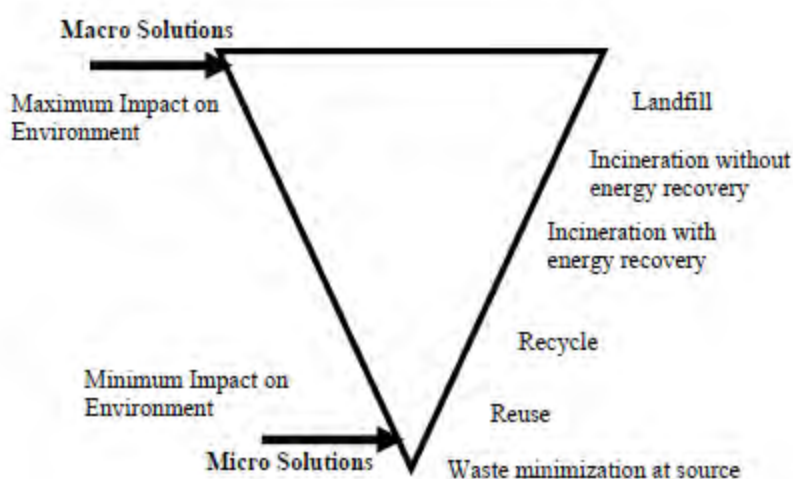 Macro Solutions
Maximum Impact on
Environment
Landfill
Incineration without
energy recovery
Incineration with
energy recovery
Recycle
Minimum Impact on
Environment
Reuse
Micro Solutions
Waste minimization at source